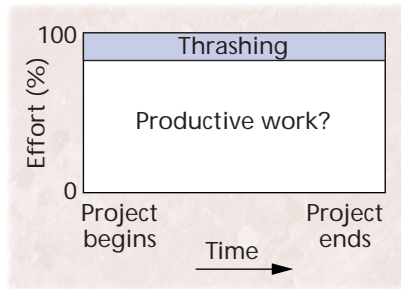 100
Thrashing
Effort (%)
Productive work?
0
Project
begins
Project
ends
Time